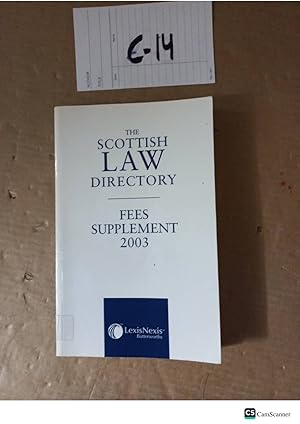 C-14
THE
SCOTTISH
LAW
DIRECTORY
FEES
SUPPLEMENT
2003
LexisNexis
Butterworths
CS CamScanner